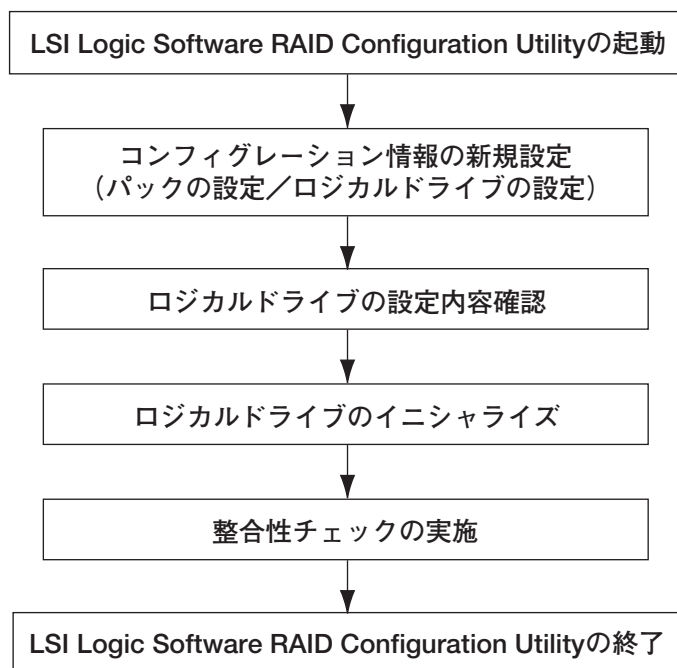 LSI Logic Software RAID Configuration Utilityの起動
コンフィグレーション情報の新規設定
（パックの設定／ロジカルドライブの設定）
ロジカルドライブの設定内容確認
ロジカルドライブのイニシャライズ
整合性チェックの実施
LSI Logic Software RAID Configuration Utilityの終了